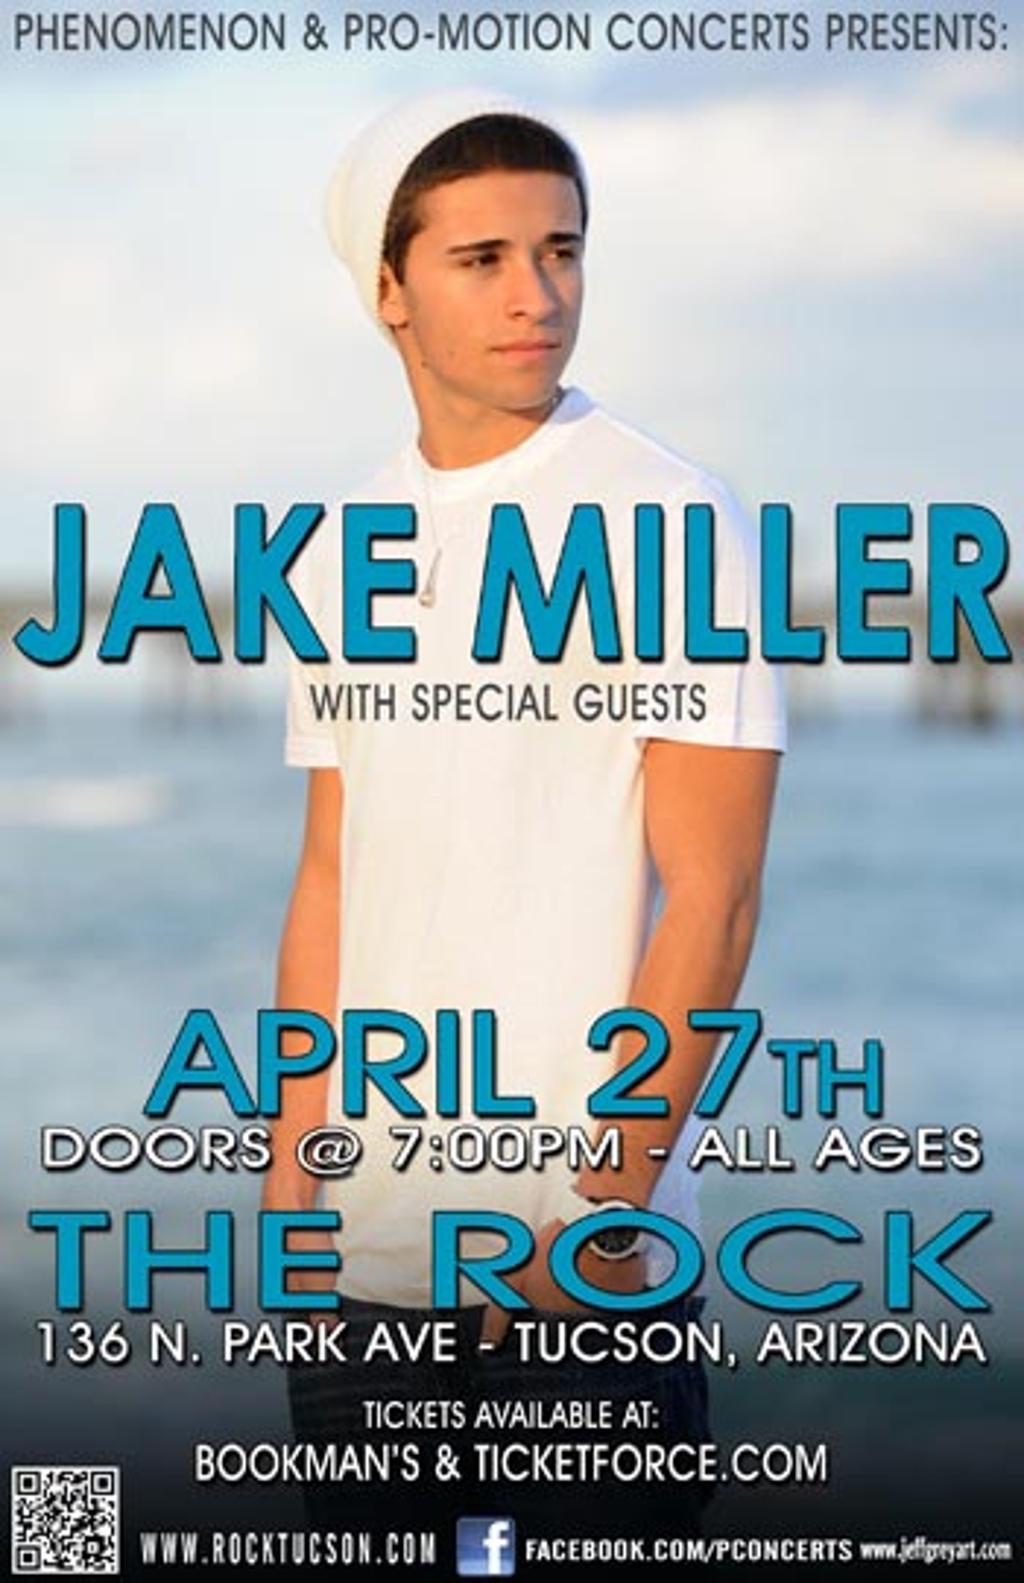 PHENOMENON & PRO-MOTION CONCERTS PRESENTS:
JAKE MILLER
WITH SPECIAL GUESTS
APRIL 27TH
DOORS @ 7:00PM - ALL AGES
THE ROCK
136 N. PARK AVE - TUCSON, ARIZONA
TICKETS AVAILABLE AT:
BOOKMAN'S & TICKETFORCE.COM
WWW.ROCKTUCSON.COM f FACEBOOK.COM/PCONCERTS www.jeffgreyart.com